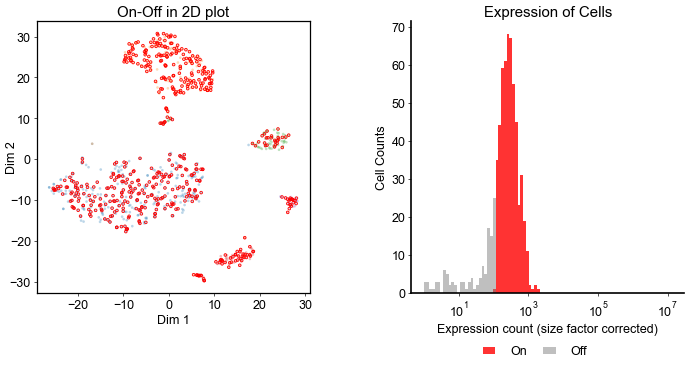 On-Off in 2D plot
30
20
10
0
−10
−20
−30
Dim 2
−20 −10 0 10 20 30
Dim 1
Expression of Cells
70
60
50
40
30
20
10
0
Cell Counts
10^1 10^3 10^5 10^7
Expression count (size factor corrected)
On Off